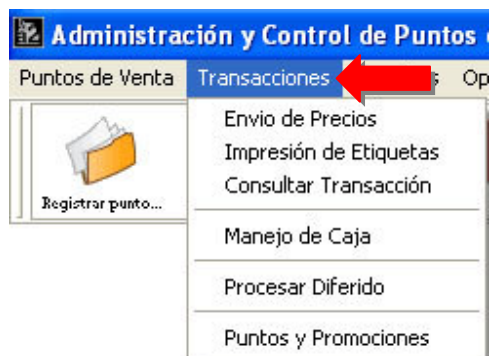 Administración y Control de Puntos
Puntos de Venta Transacciones Op
Envio de Precios
Impresión de Etiquetas
Consultar Transacción
Registrar punto...
Manejo de Caja
Procesar Diferido
Puntos y Promociones